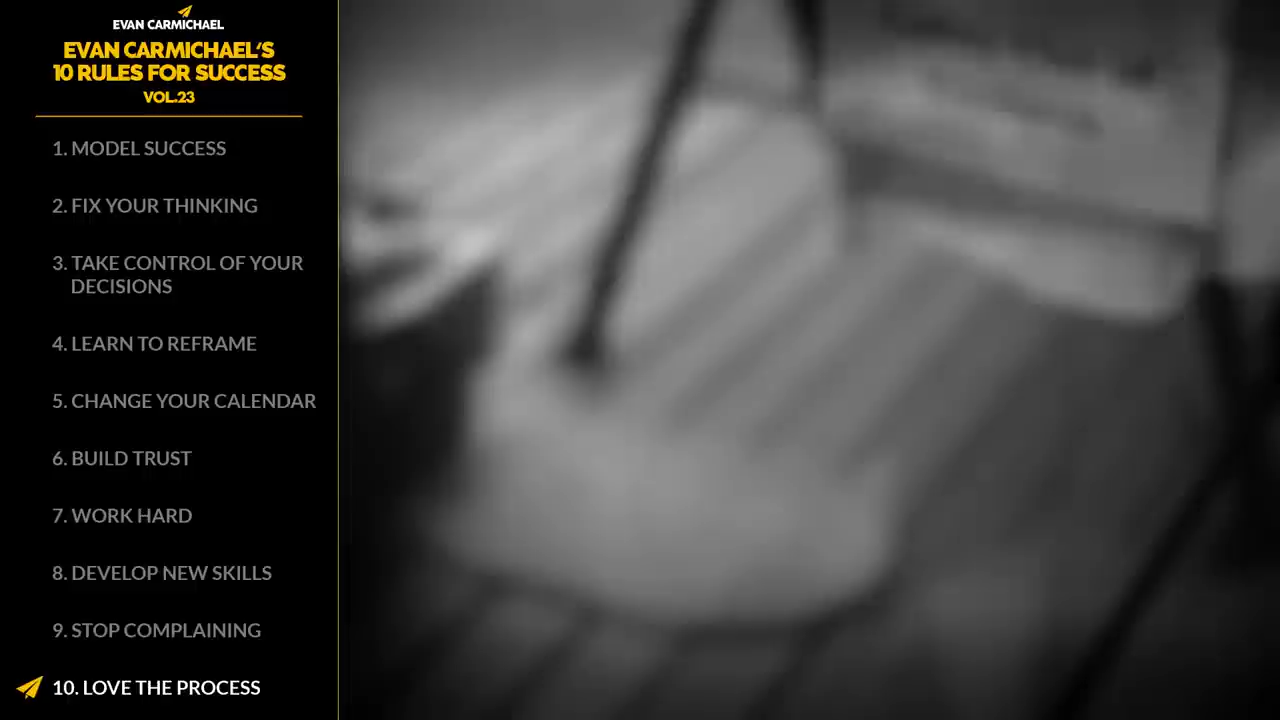 EVAN CARMICHAEL
EVAN CARMICHAEL'S
10 RULES FOR SUCCESS
VOL.23
1. MODEL SUCCESS
2. FIX YOUR THINKING
3. TAKE CONTROL OF YOUR
DECISIONS
4. LEARN TO REFRAME
5. CHANGE YOUR CALENDAR
6. BUILD TRUST
7. WORK HARD
8. DEVELOP NEW SKILLS
9. STOP COMPLAINING
10. LOVE THE PROCESS